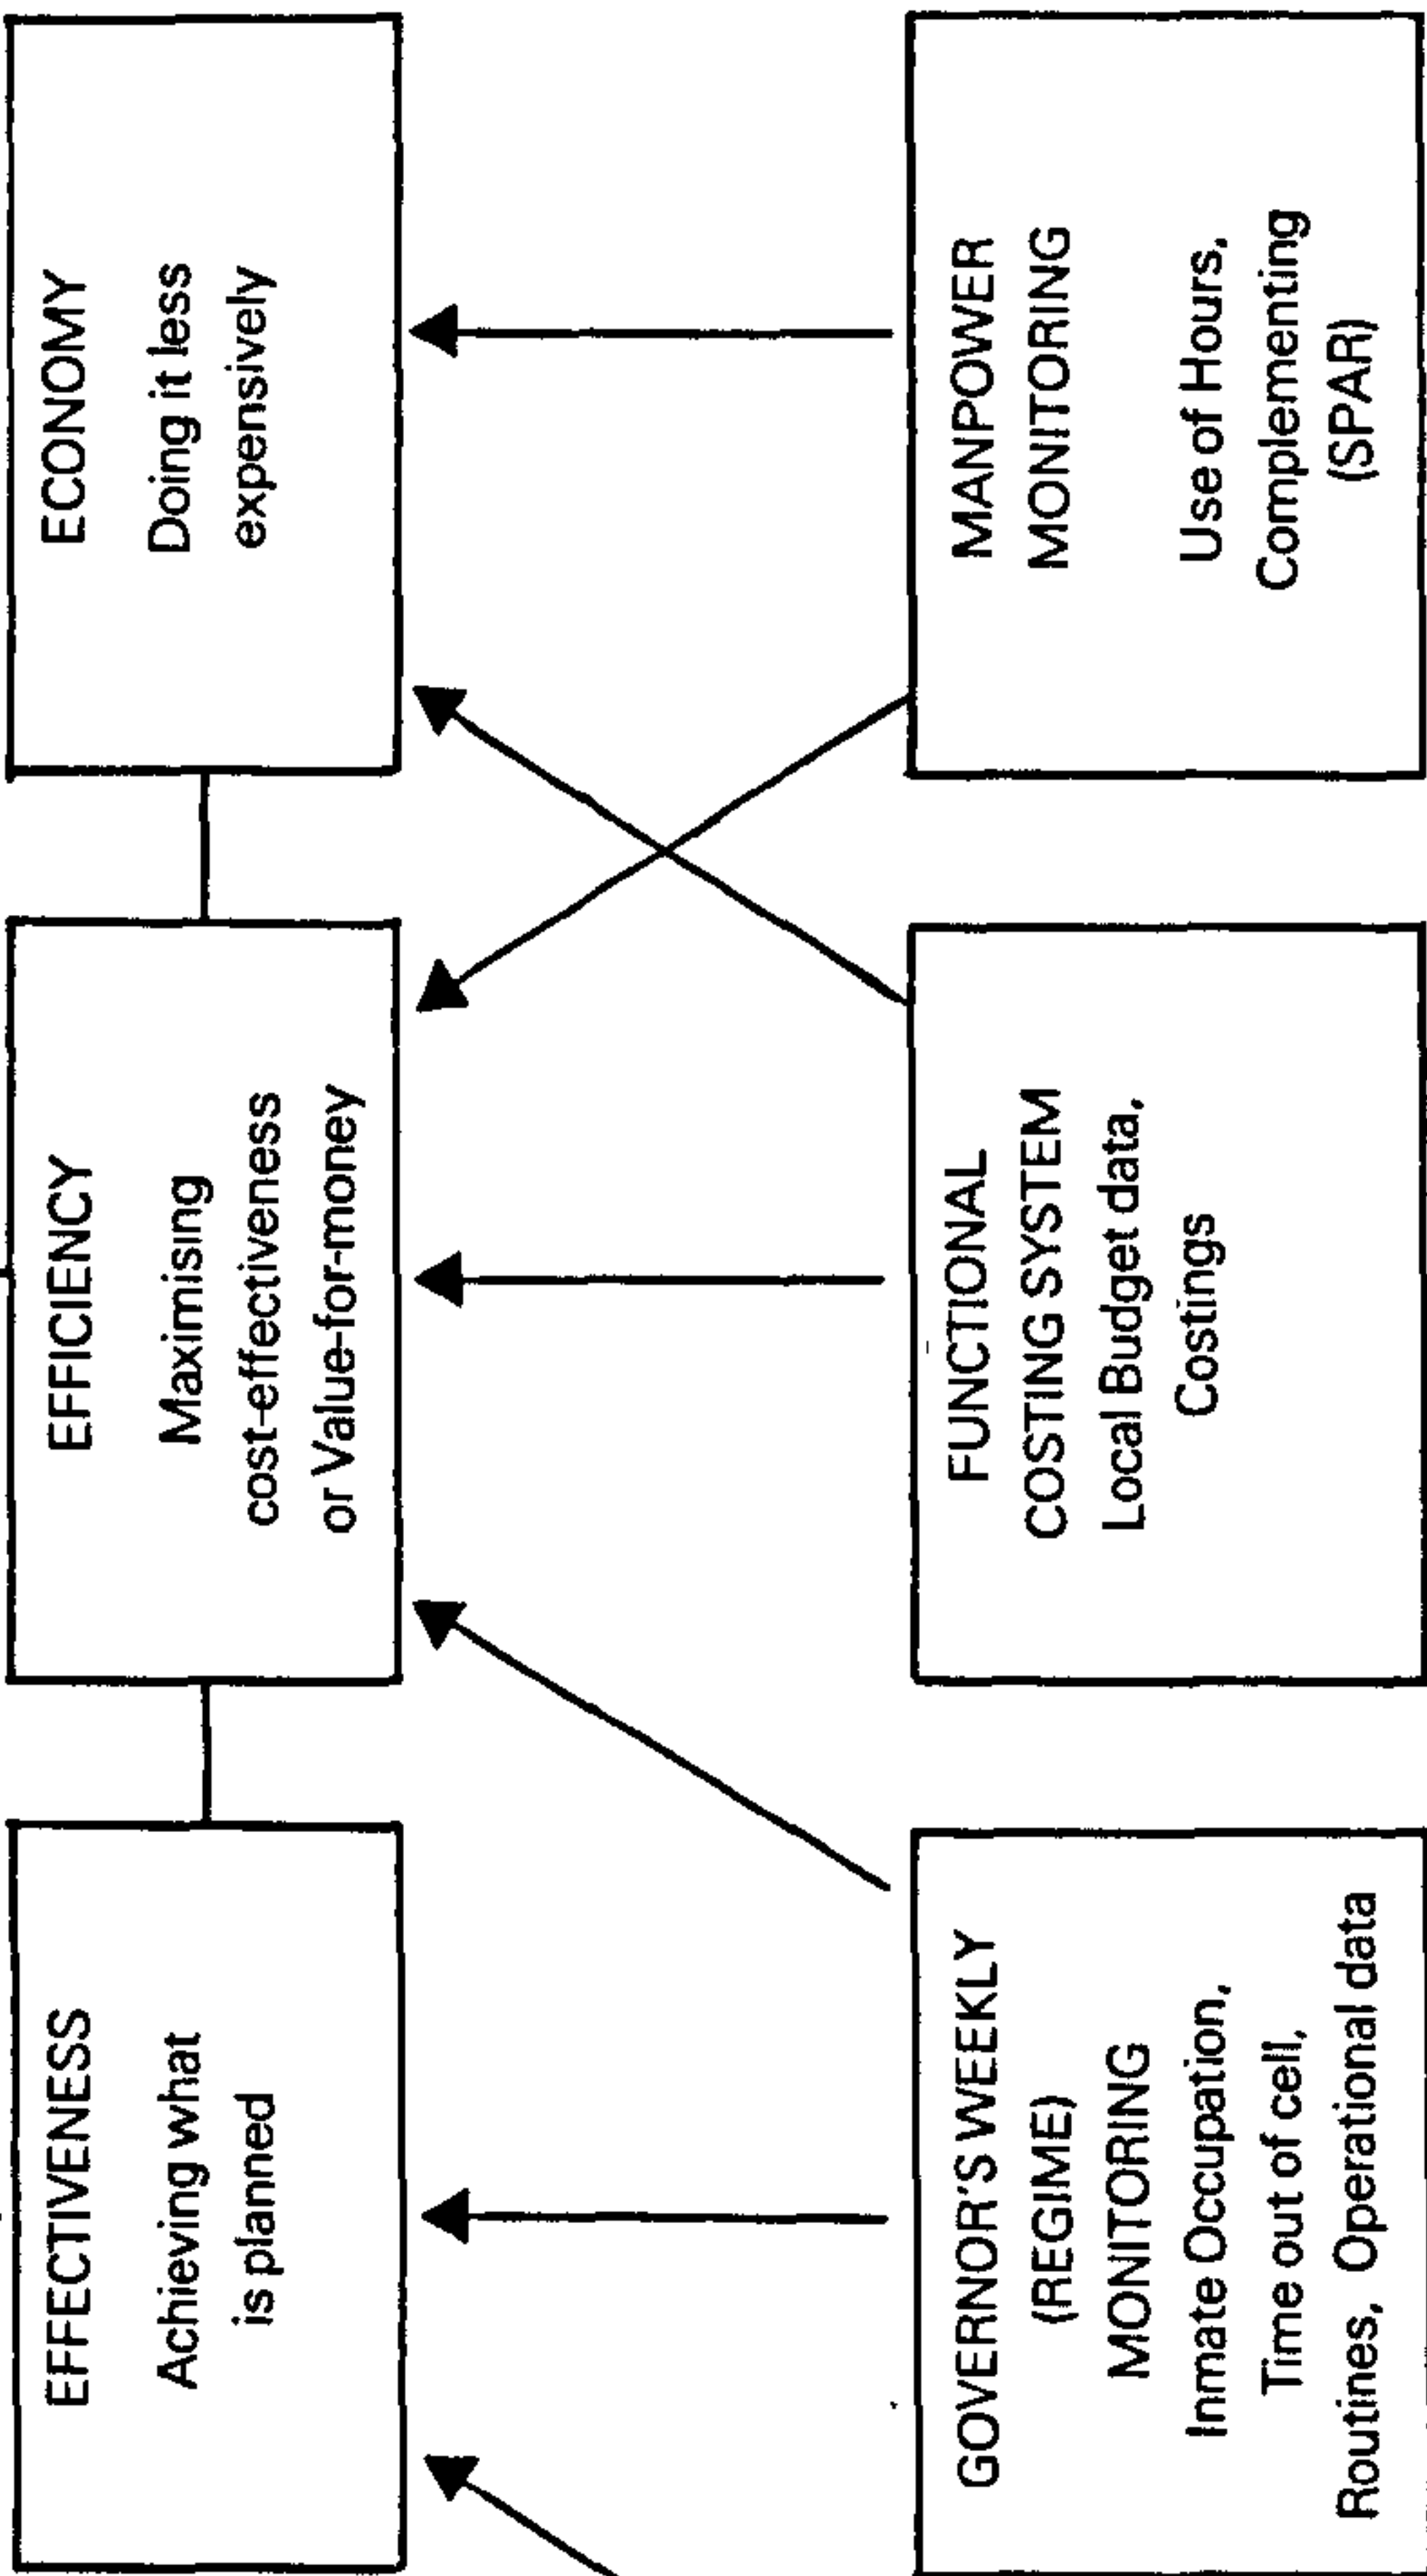 EFFECTIVENESS
Achieving what
is planned
EFFICIENCY
Maximising
cost-effectiveness
or Value-for-money
ECONOMY
Doing it less
expensively
GOVERNOR'S WEEKLY
(REGIME)
MONITORING
Inmate Occupation,
Time out of cell,
Routines, Operational data
FUNCTIONAL
COSTING SYSTEM
Local Budget data,
Costings
MANPOWER
MONITORING
Use of Hours,
Complementing
(SPAR)